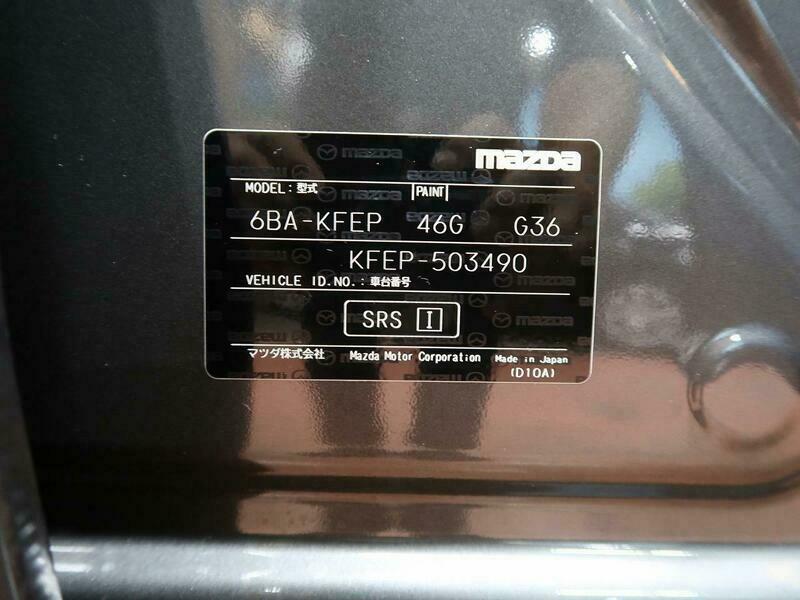 mazda
MODEL: 型式 PAINT
6BA-KFEP 46G G36
KFEP-503490
VEHICLE ID.NO.: 車台番号
SRS I
マツダ株式会社 Mazda Motor Corporation Made in Japan
(D10A)